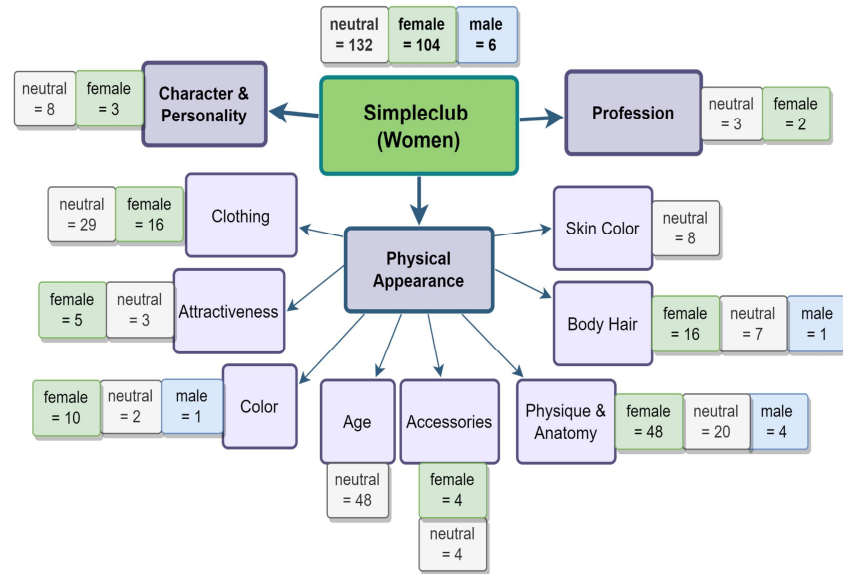 neutral
= 132
female
= 104
male
= 6
neutral
= 8
female
= 3
Character &
Personality
Simpleclub
(Women)
Profession
neutral
= 3
female
= 2
neutral
= 29
female
= 16
Clothing
Physical
Appearance
Skin Color
neutral
= 8
female
= 5
neutral
= 3
Attractiveness
Body Hair
female
= 16
neutral
= 7
male
= 1
female
= 10
neutral
= 2
male
= 1
Color
Age
neutral
= 48
Accessories
female
= 4
neutral
= 4
Physique &
Anatomy
female
= 48
neutral
= 20
male
= 4